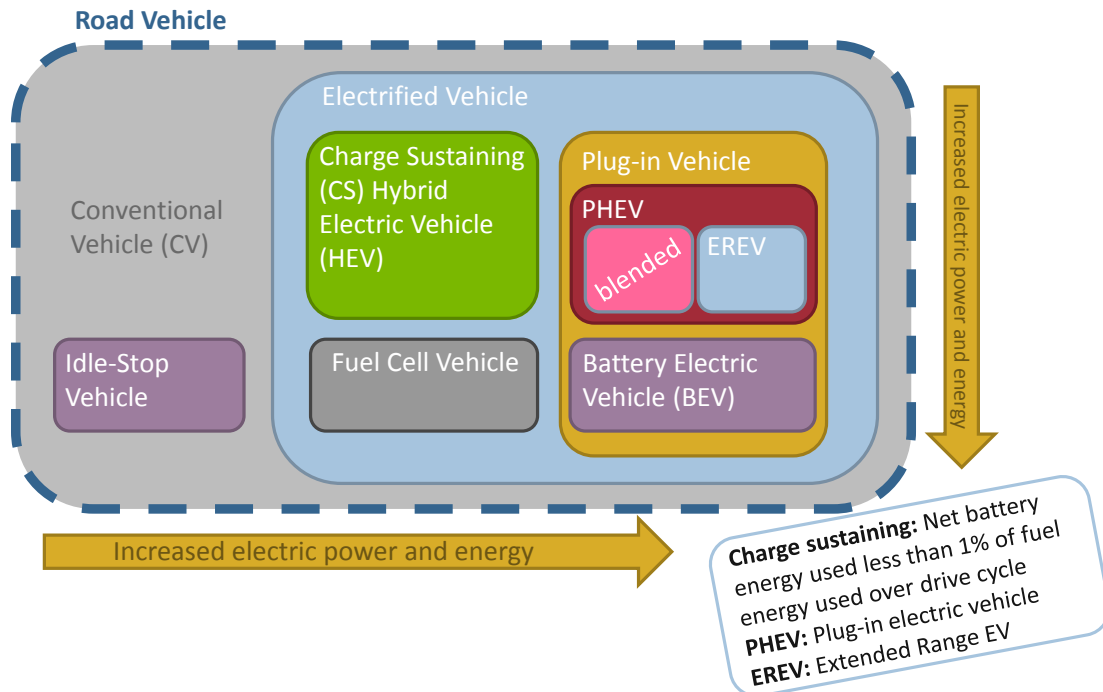 Road Vehicle
Electrified Vehicle
Charge Sustaining
(CS) Hybrid
Electric Vehicle
(HEV)
Plug-in Vehicle
PHEV
blended
EREV
Conventional
Vehicle (CV)
Idle-Stop
Vehicle
Fuel Cell Vehicle
Battery Electric
Vehicle (BEV)
Increased electric power and energy
Increased electric power and energy
Charge sustaining: Net battery
energy used less than 1% of fuel
energy used over drive cycle
PHEV: Plug-in electric vehicle
EREV: Extended Range EV